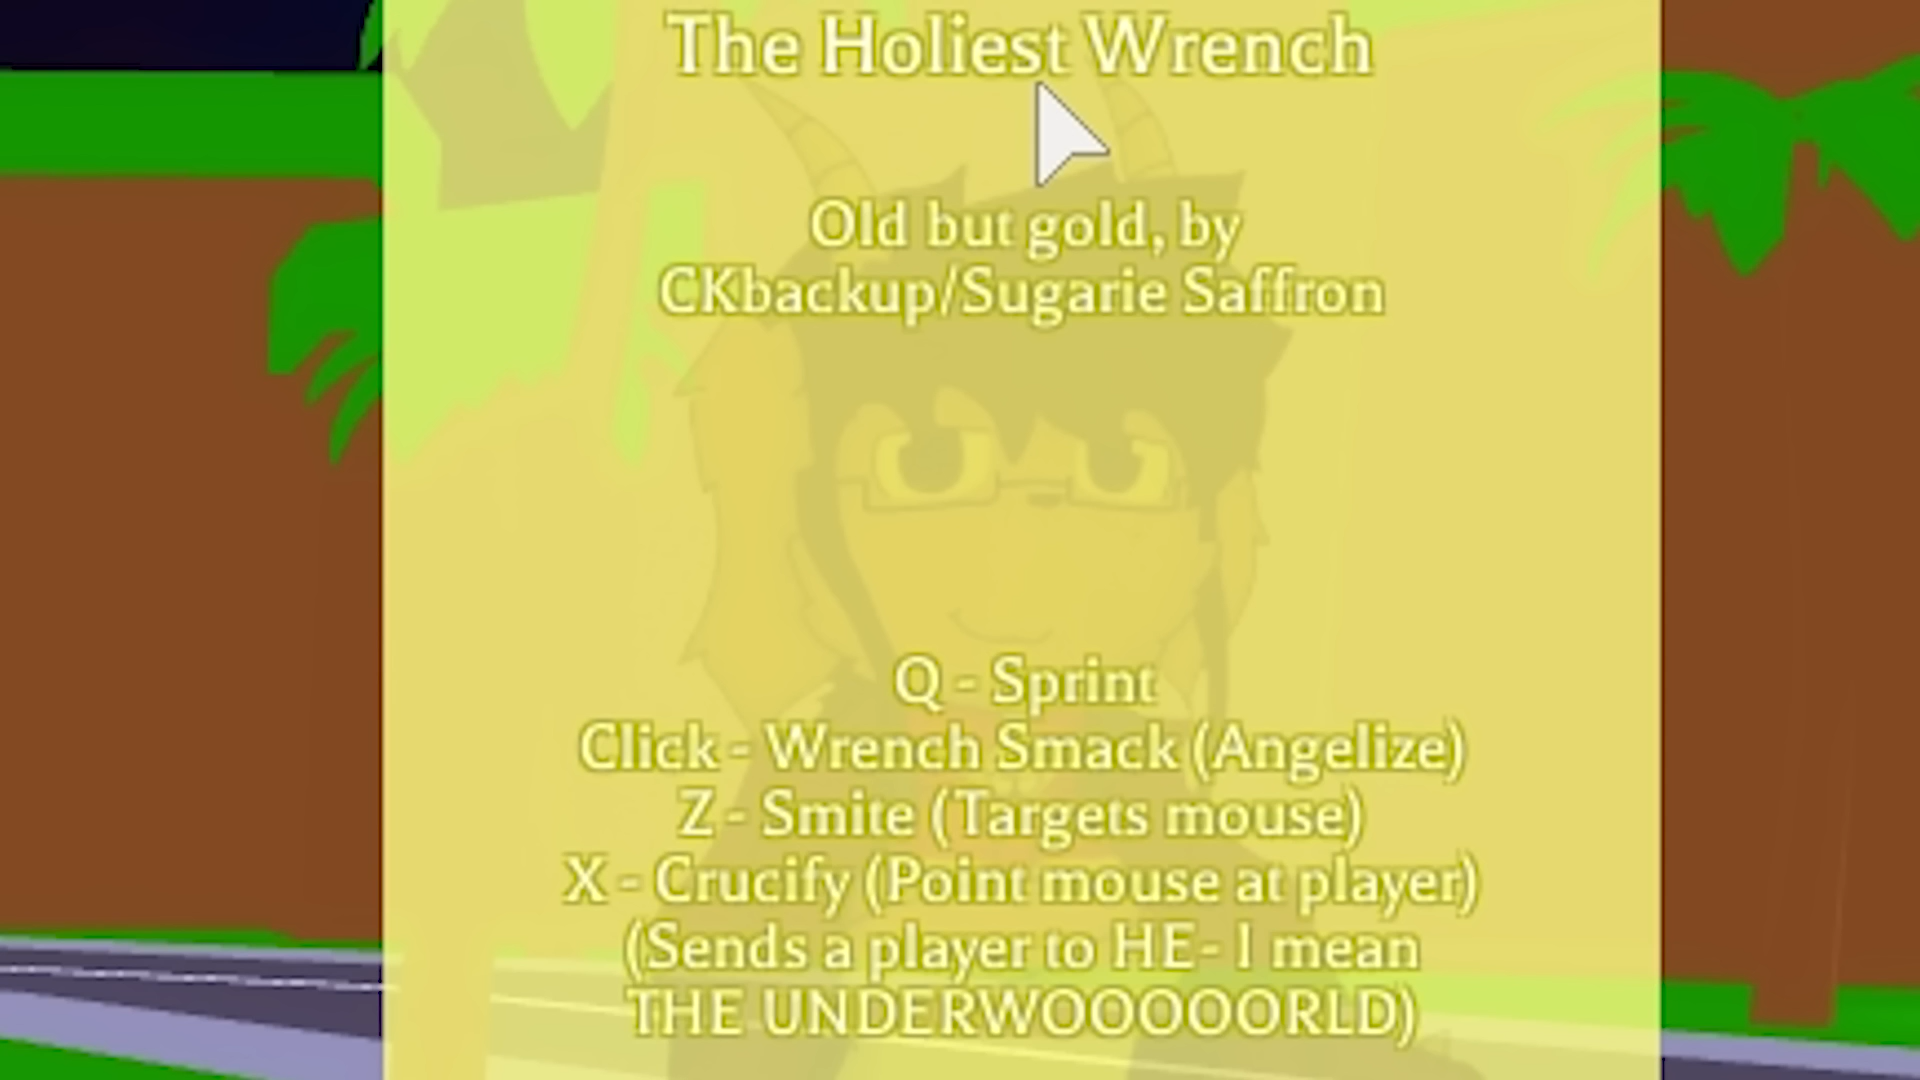 The Holiest Wrench
Old but gold, by
CKbackup/Sugarie Saffron
Q - Sprint
Click - Wrench Smack (Angelize)
Z - Smite (Targets mouse)
X - Crucify (Point mouse at player)
(Sends a player to HE- I mean
THE UNDERWOOOOORLD)